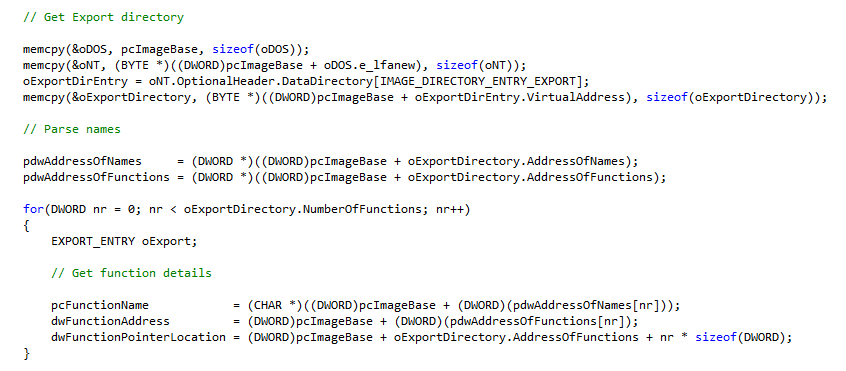 // Get Export directory
memcpy(&oDOS, pcImageBase, sizeof(oDOS));
memcpy(&oNT, (BYTE *)((DWORD)pcImageBase + oDOS.e_lfanew), sizeof(oNT));
oExportDirEntry = oNT.OptionalHeader.DataDirectory[IMAGE_DIRECTORY_ENTRY_EXPORT];
memcpy(&oExportDirectory, (BYTE *)((DWORD)pcImageBase + oExportDirEntry.VirtualAddress), sizeof(oExportDirectory));
// Parse names
pdwAddressOfNames     = (DWORD *)((DWORD)pcImageBase + oExportDirectory.AddressOfNames);
pdwAddressOfFunctions = (DWORD *)((DWORD)pcImageBase + oExportDirectory.AddressOfFunctions);
for(DWORD nr = 0; nr < oExportDirectory.NumberOfFunctions; nr++)
{
    EXPORT_ENTRY oExport;
    // Get function details
    pcFunctionName            = (CHAR *)((DWORD)pcImageBase + (DWORD)(pdwAddressOfNames[nr]));
    dwFunctionAddress         = (DWORD)pcImageBase + (DWORD)(pdwAddressOfFunctions[nr]);
    dwFunctionPointerLocation = (DWORD)pcImageBase + oExportDirectory.AddressOfFunctions + nr * sizeof(DWORD);
}